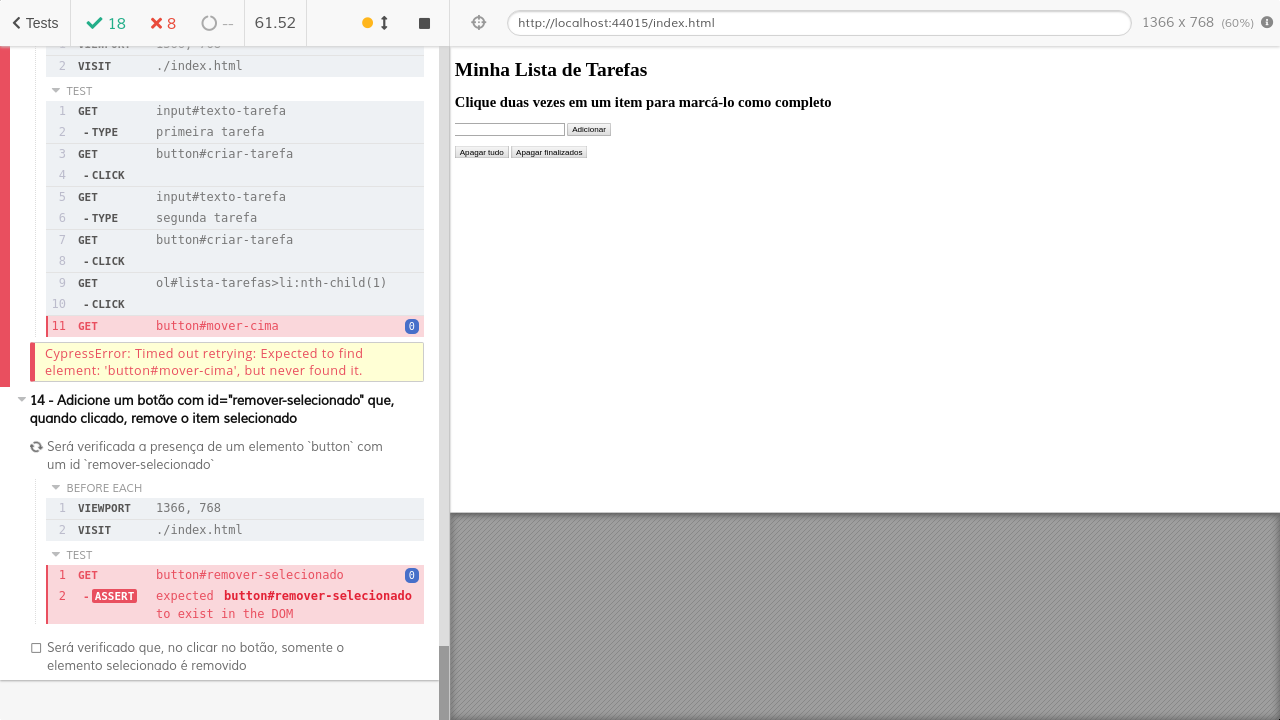 Tests 18 8 -- 61.52
http://localhost:44015/index.html 1366 x 768 (60%)
1 VIEWPORT 1366, 768
2 VISIT ./index.html
TEST
1 GET input#texto-tarefa
2 - TYPE primeira tarefa
3 GET button#criar-tarefa
4 - CLICK
5 GET input#texto-tarefa
6 - TYPE segunda tarefa
7 GET button#criar-tarefa
8 - CLICK
9 GET ol#lista-tarefas>li:nth-child(1)
10 - CLICK
11 GET button#mover-cima 0
CypressError: Timed out retrying: Expected to find
element: 'button#mover-cima', but never found it.
14 - Adicione um botão com id="remover-selecionado" que,
quando clicado, remove o item selecionado
Será verificada a presença de um elemento `button` com
um id `remover-selecionado`
BEFORE EACH
1 VIEWPORT 1366, 768
2 VISIT ./index.html
TEST
1 GET button#remover-selecionado 0
2 - ASSERT expected button#remover-selecionado
to exist in the DOM
Será verificado que, no clicar no botão, somente o
elemento selecionado é removido
Minha Lista de Tarefas
Clique duas vezes em um item para marcá-lo como completo
Adicionar
Apagar tudo Apagar finalizados